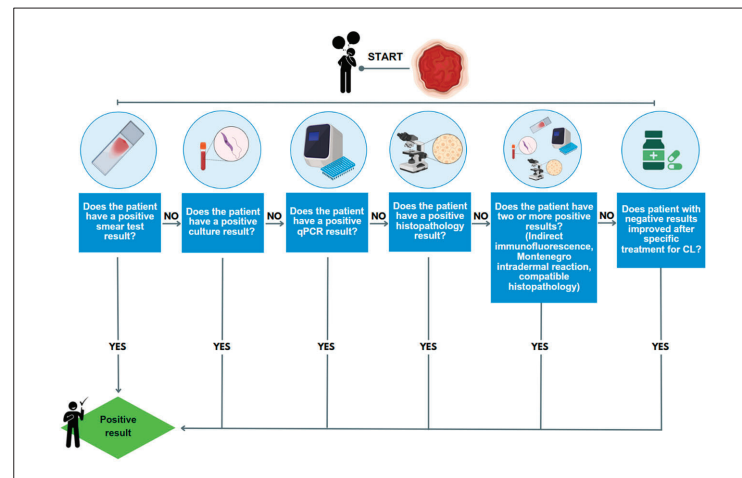 START
Does the patient
have a positive
smear test
result?
NO
Does the patient
have a positive
culture result?
NO
Does the patient
have a positive
qPCR result?
NO
Does the patient
have a positive
histopathology
result?
NO
Does the patient
have two or more positive
results?
(Indirect
immunofluorescence,
Montenegro
intradermal reaction,
compatible
histopathology)
NO
Does patient with
negative results
improved after
specific
treatment for CL?
YES
YES
YES
YES
YES
YES
Positive
result